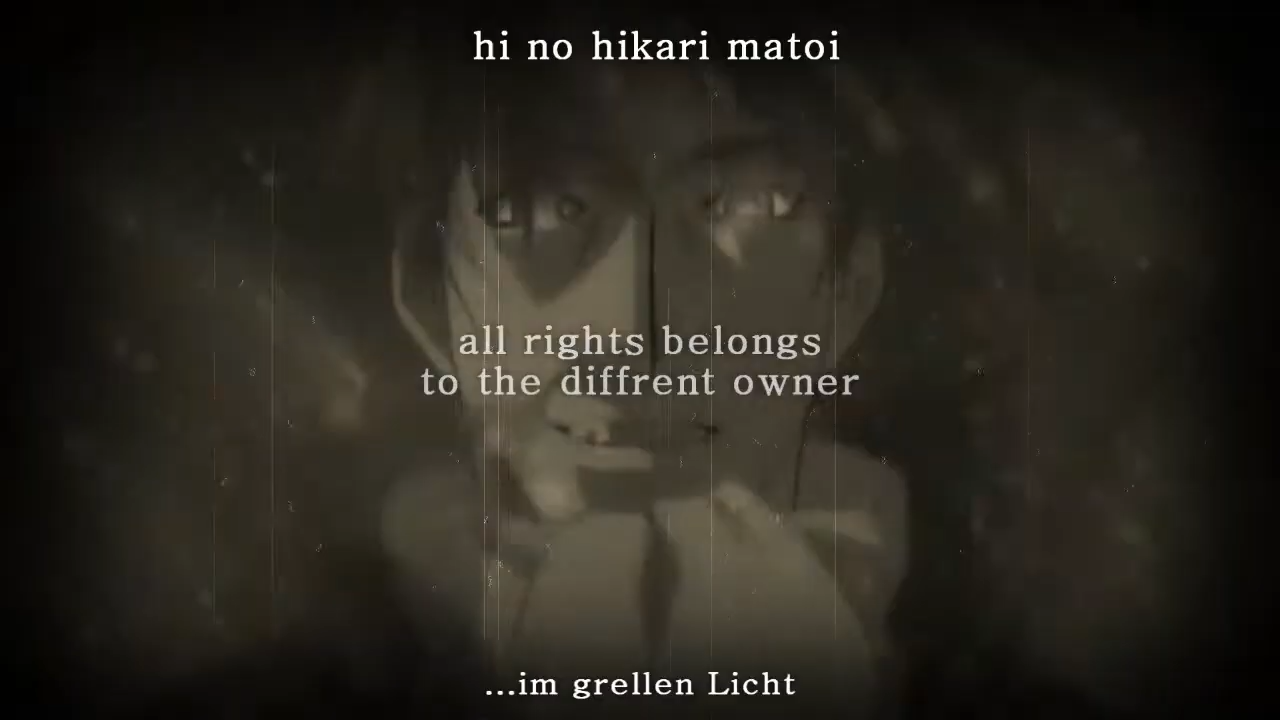 hi no hikari matoi
all rights belongs
to the diffrent owner
...im grellen Licht